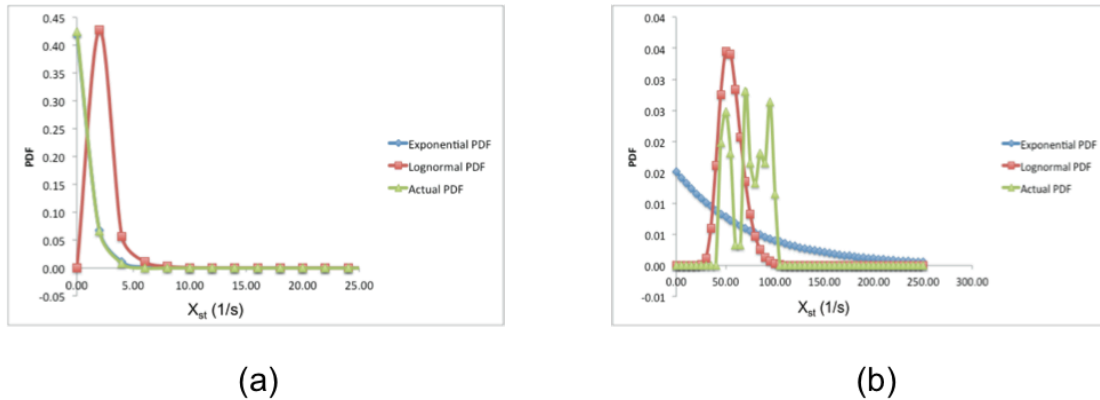 0.45
0.40
0.35
0.30
0.25
0.20
0.15
0.10
0.05
0.00
-0.05
PDF
0.00 5.00 10.00 15.00 20.00 25.00
Xst (1/s)
Exponential PDF
Lognormal PDF
Actual PDF
(a)
0.04
0.04
0.03
0.03
0.02
0.02
0.01
0.01
0.00
-0.01
PDF
0.00 50.00 100.00 150.00 200.00 250.00 300.00
Xst (1/s)
Exponential PDF
Lognormal PDF
Actual PDF
(b)